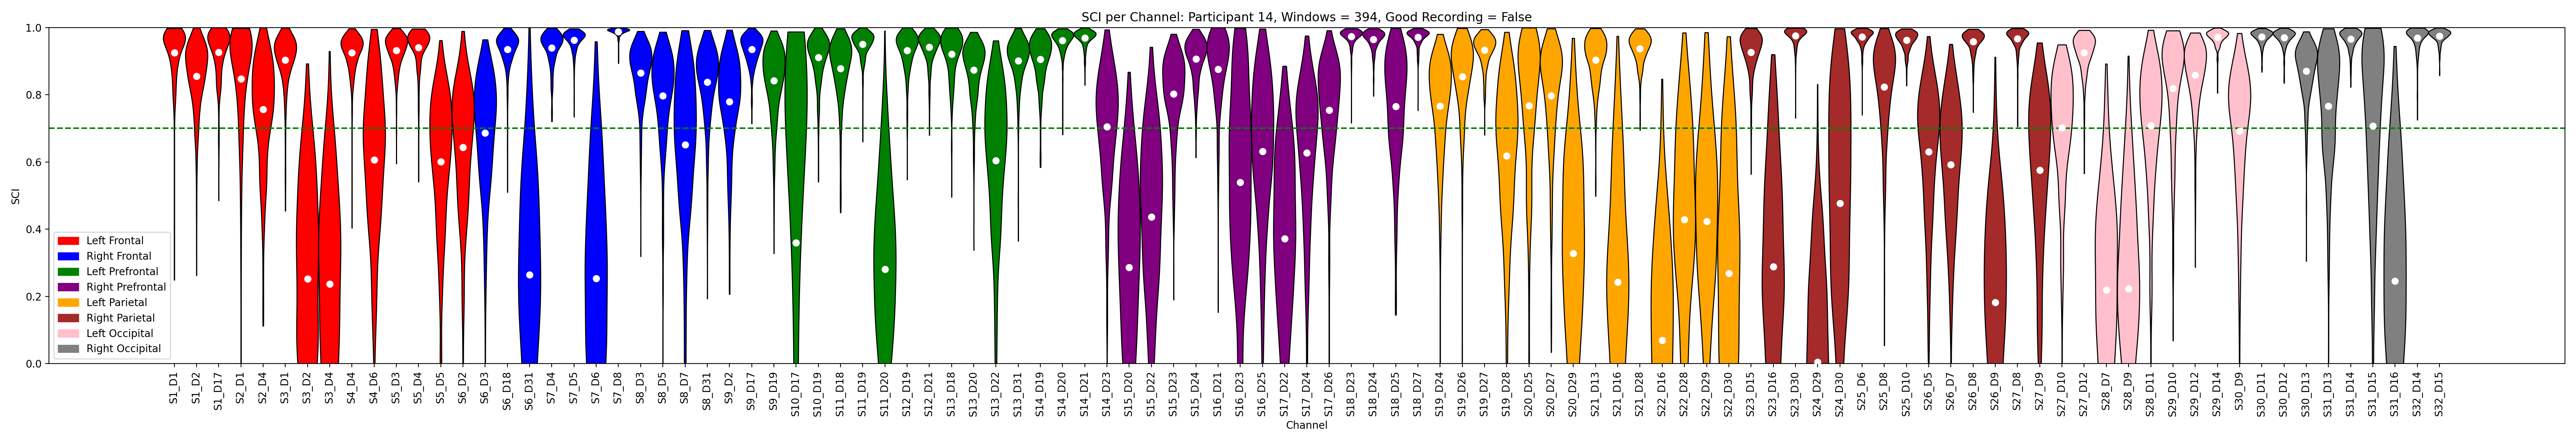 SCI per Channel: Participant 14, Windows = 394, Good Recording = False
1.0
0.8
0.6
0.4
0.2
0.0
SCI
Left Frontal
Right Frontal
Left Prefrontal
Right Prefrontal
Left Parietal
Right Parietal
Left Occipital
Right Occipital
S1_D1
S1_D2
S1_D17
S2_D1
S2_D4
S3_D1
S3_D2
S3_D4
S4_D4
S4_D6
S5_D3
S5_D4
S5_D5
S6_D2
S6_D3
S6_D18
S6_D31
S7_D4
S7_D5
S7_D6
S7_D8
S8_D3
S8_D5
S8_D7
S8_D31
S9_D2
S9_D17
S9_D19
S10_D17
S10_D19
S11_D18
S11_D19
S11_D20
S12_D19
S12_D21
S13_D18
S13_D20
S13_D22
S13_D31
S14_D19
S14_D20
S14_D21
S14_D23
S15_D20
S15_D22
S15_D23
S16_D20
S16_D21
S16_D23
S16_D25
S17_D22
S17_D24
S17_D26
S18_D23
S18_D24
S18_D25
S18_D27
S19_D24
S19_D26
S19_D27
S19_D28
S20_D25
S20_D27
S20_D29
S21_D13
S21_D16
S21_D28
S22_D16
S22_D28
S22_D29
S22_D30
S23_D15
S23_D16
S23_D30
S24_D29
S24_D30
S25_D6
S25_D8
S25_D10
S26_D5
S26_D7
S26_D8
S26_D9
S27_D8
S27_D9
S27_D10
S27_D12
S28_D7
S28_D9
S28_D11
S29_D10
S29_D12
S29_D14
S30_D9
S30_D11
S30_D12
S30_D13
S31_D13
S31_D14
S31_D15
S31_D16
S32_D14
S32_D15
Channel